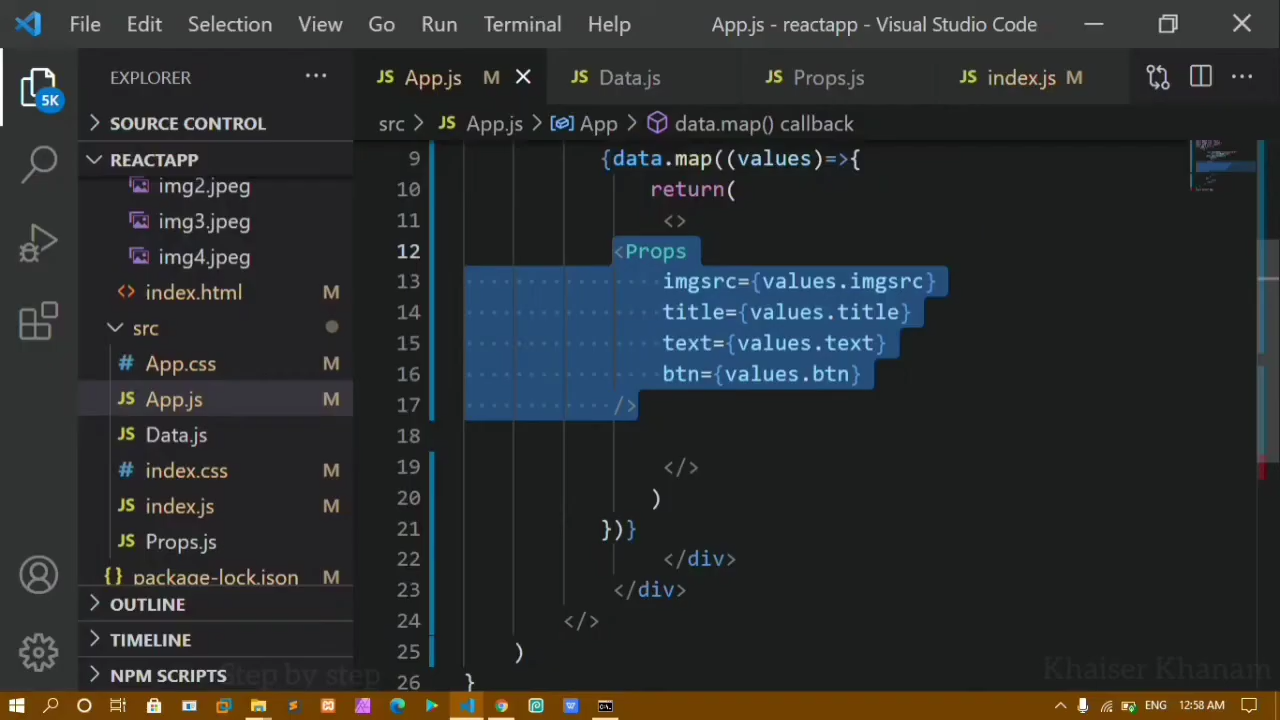 File Edit Selection View Go Run Terminal Help App.js - reactapp - Visual Studio Code
EXPLORER
App.js M Data.js Props.js index.js M
src > App.js > App > data.map() callback
5K
SOURCE CONTROL
REACTAPP
img2.jpeg
img3.jpeg
img4.jpeg
index.html M
src
App.css M
App.js M
Data.js
index.css M
index.js M
Props.js
package-lock.json M
OUTLINE
TIMELINE
NPM SCRIPTS
9 {data.map((values)=>{
10 return(
11 <>
12 <Props
13 imgsrc={values.imgsrc}
14 title={values.title}
15 text={values.text}
16 btn={values.btn}
17 />
18
19 </>
20 )
21 })}
22 </div>
23 </div>
24 </>
25 )
26 }
Step by step
Khaiser Khanam
ENG 12:58 AM